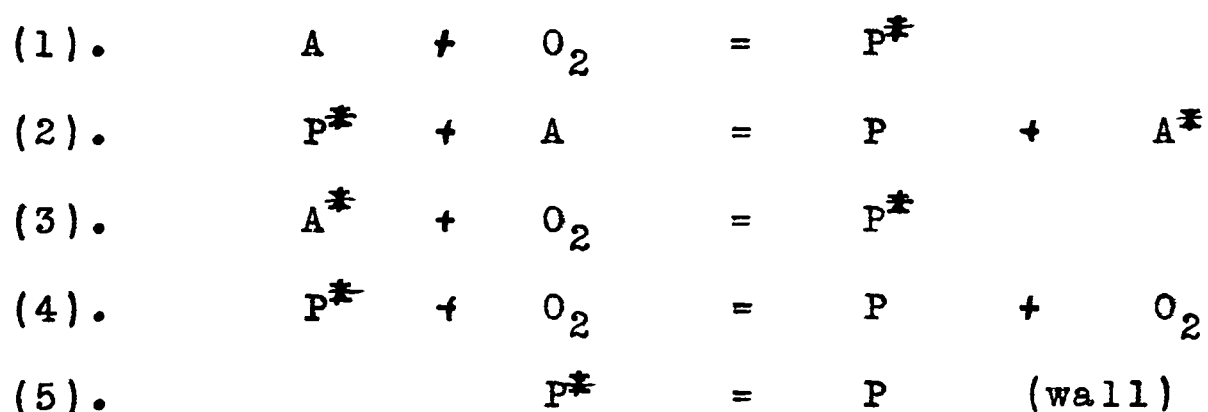 (1). A + O2 = P*
(2). P* + A = P + A*
(3). A* + O2 = P*
(4). P* + O2 = P + O2
(5). P* = P (wall)